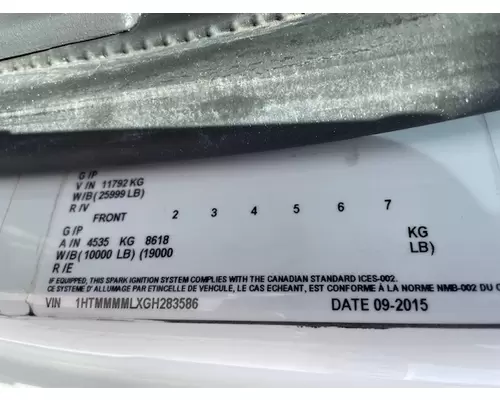 G/P
V/N 11792 KG
W/B(25999 LB)
R/V
FRONT 2 3 4 5 6 7
G/P KG
A/N 4535 KG 8618
W/B(10000 LB) (19000 LB)
R/E
IF EQUIPPED, THIS SPARK IGNITION SYSTEM COMPLIES WITH THE CANADIAN STANDARD ICES-002.
CE SYSTEME D'ALLUMAGE PAR ETINCELLE DE VEHICULE, LE CAS ECHEANT, EST CONFORME À LA NORME NMB-002 DU C
VIN 1HTMMMMLXGH283586 DATE 09-2015